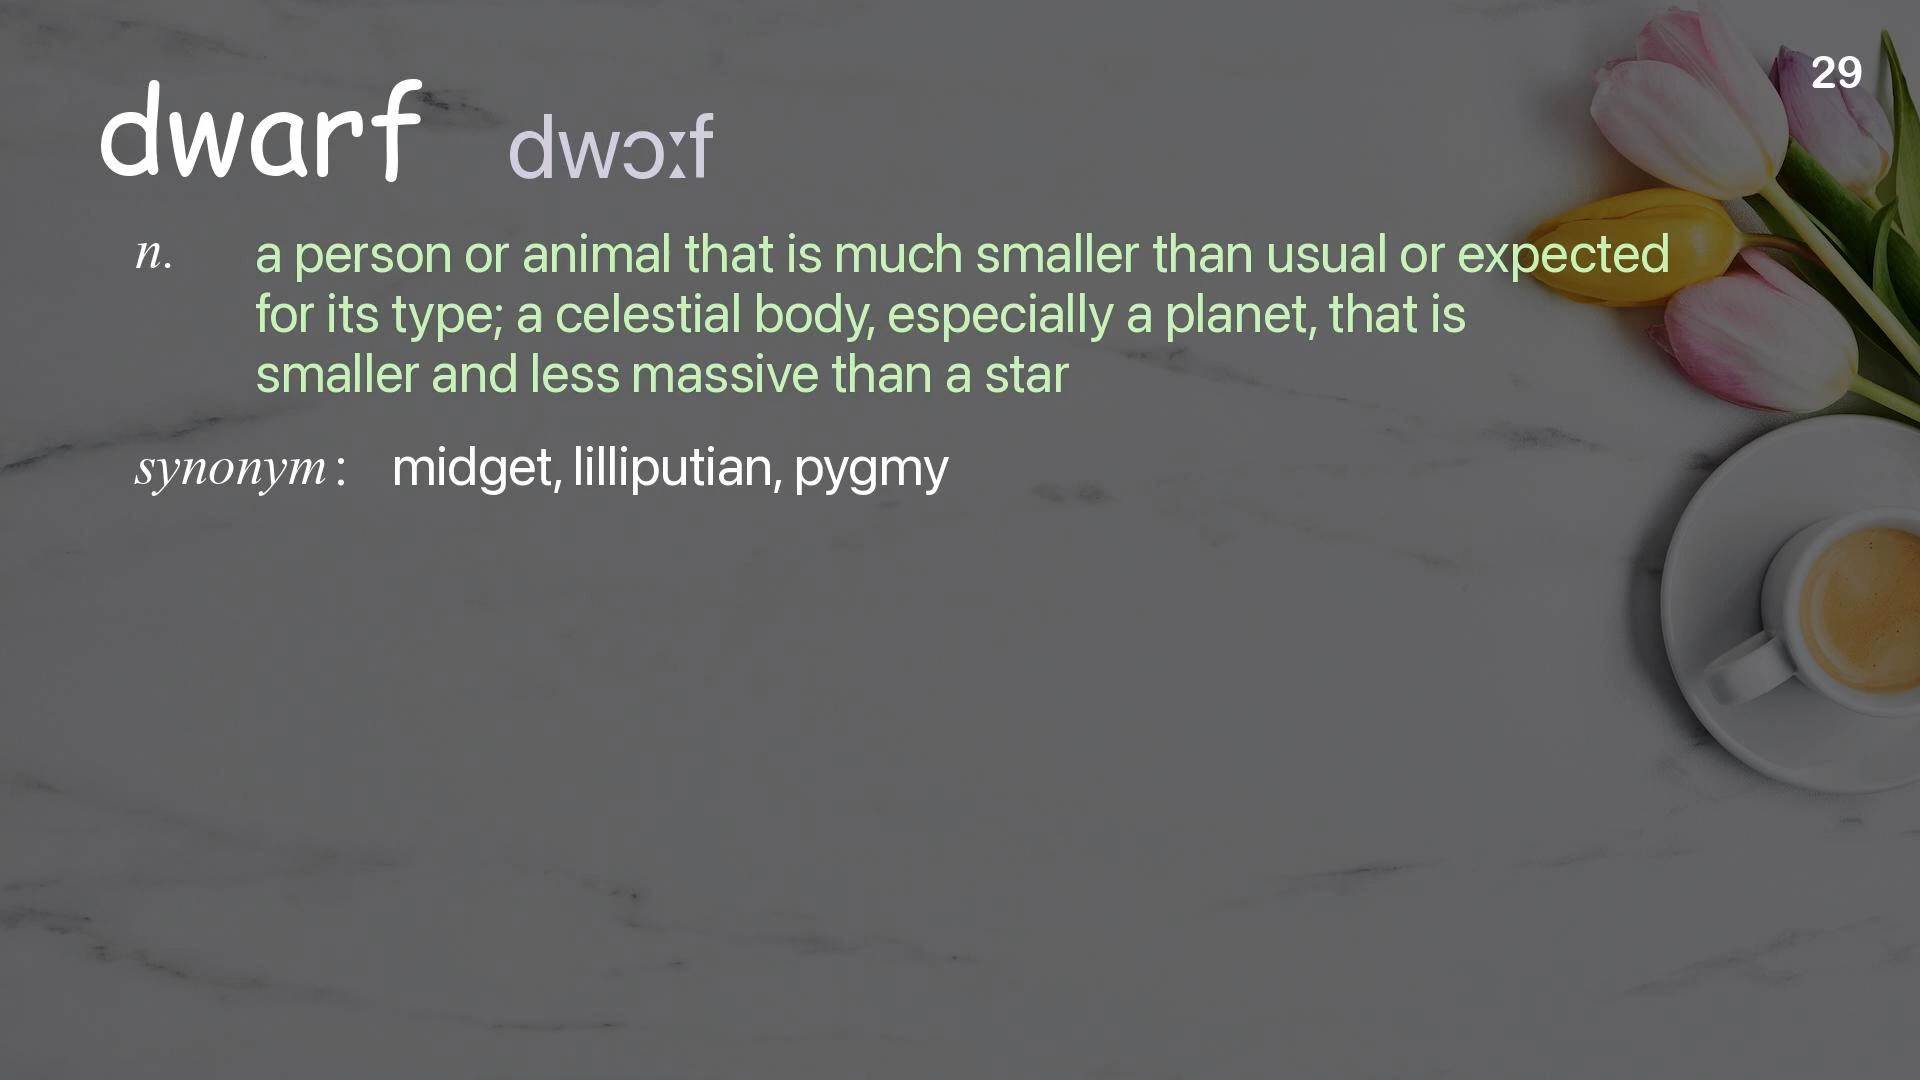 29
dwarf dwɔːf
n. a person or animal that is much smaller than usual or expected
for its type; a celestial body, especially a planet, that is
smaller and less massive than a star
synonym : midget, lilliputian, pygmy